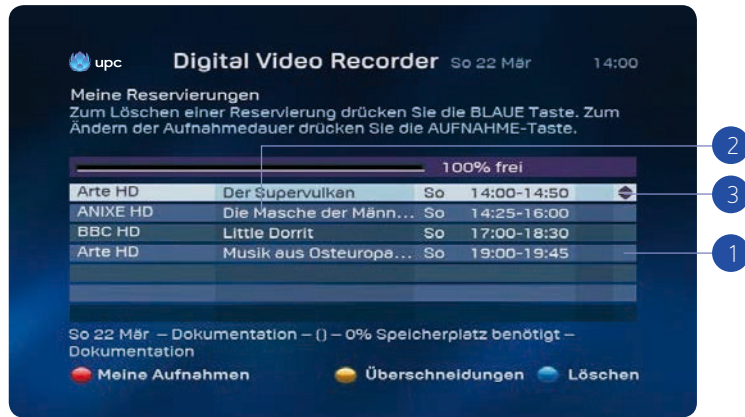 upc Digital Video Recorder So 22 Mär 14:00
Meine Reservierungen
Zum Löschen einer Reservierung drücken Sie die BLAUE Taste. Zum
Ändern der Aufnahmedauer drücken Sie die AUFNAHME-Taste.
2
100% frei
Arte HD Der Supervulkan So 14:00-14:50 3
ANIXE HD Die Masche der Männ... So 14:25-16:00
BBC HD Little Dorrit So 17:00-18:30
Arte HD Musik aus Osteuropa... So 19:00-19:45 1
So 22 Mär – Dokumentation – () – 0% Speicherplatz benötigt –
Dokumentation
Meine Aufnahmen Überschneidungen Löschen